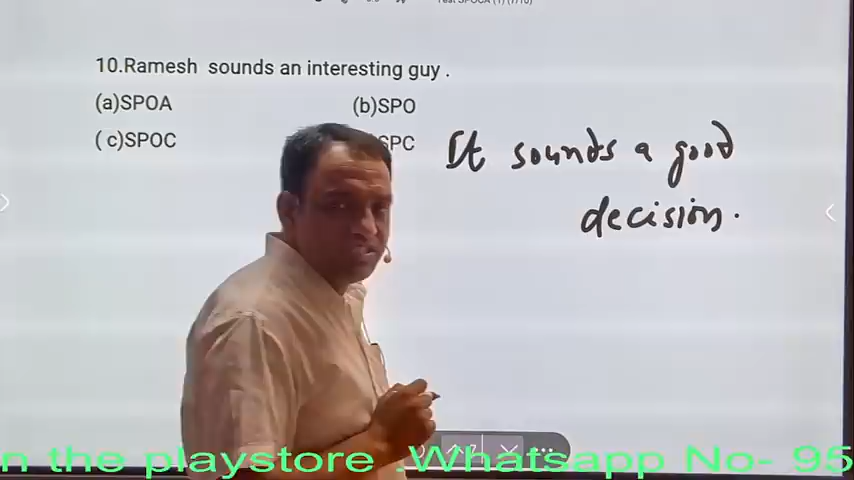 10.Ramesh sounds an interesting guy .
(a)SPOA
(b)SPO
( c)SPOC
SPC
It sounds a good
decision.
n the playstore .Whatsapp No- 95